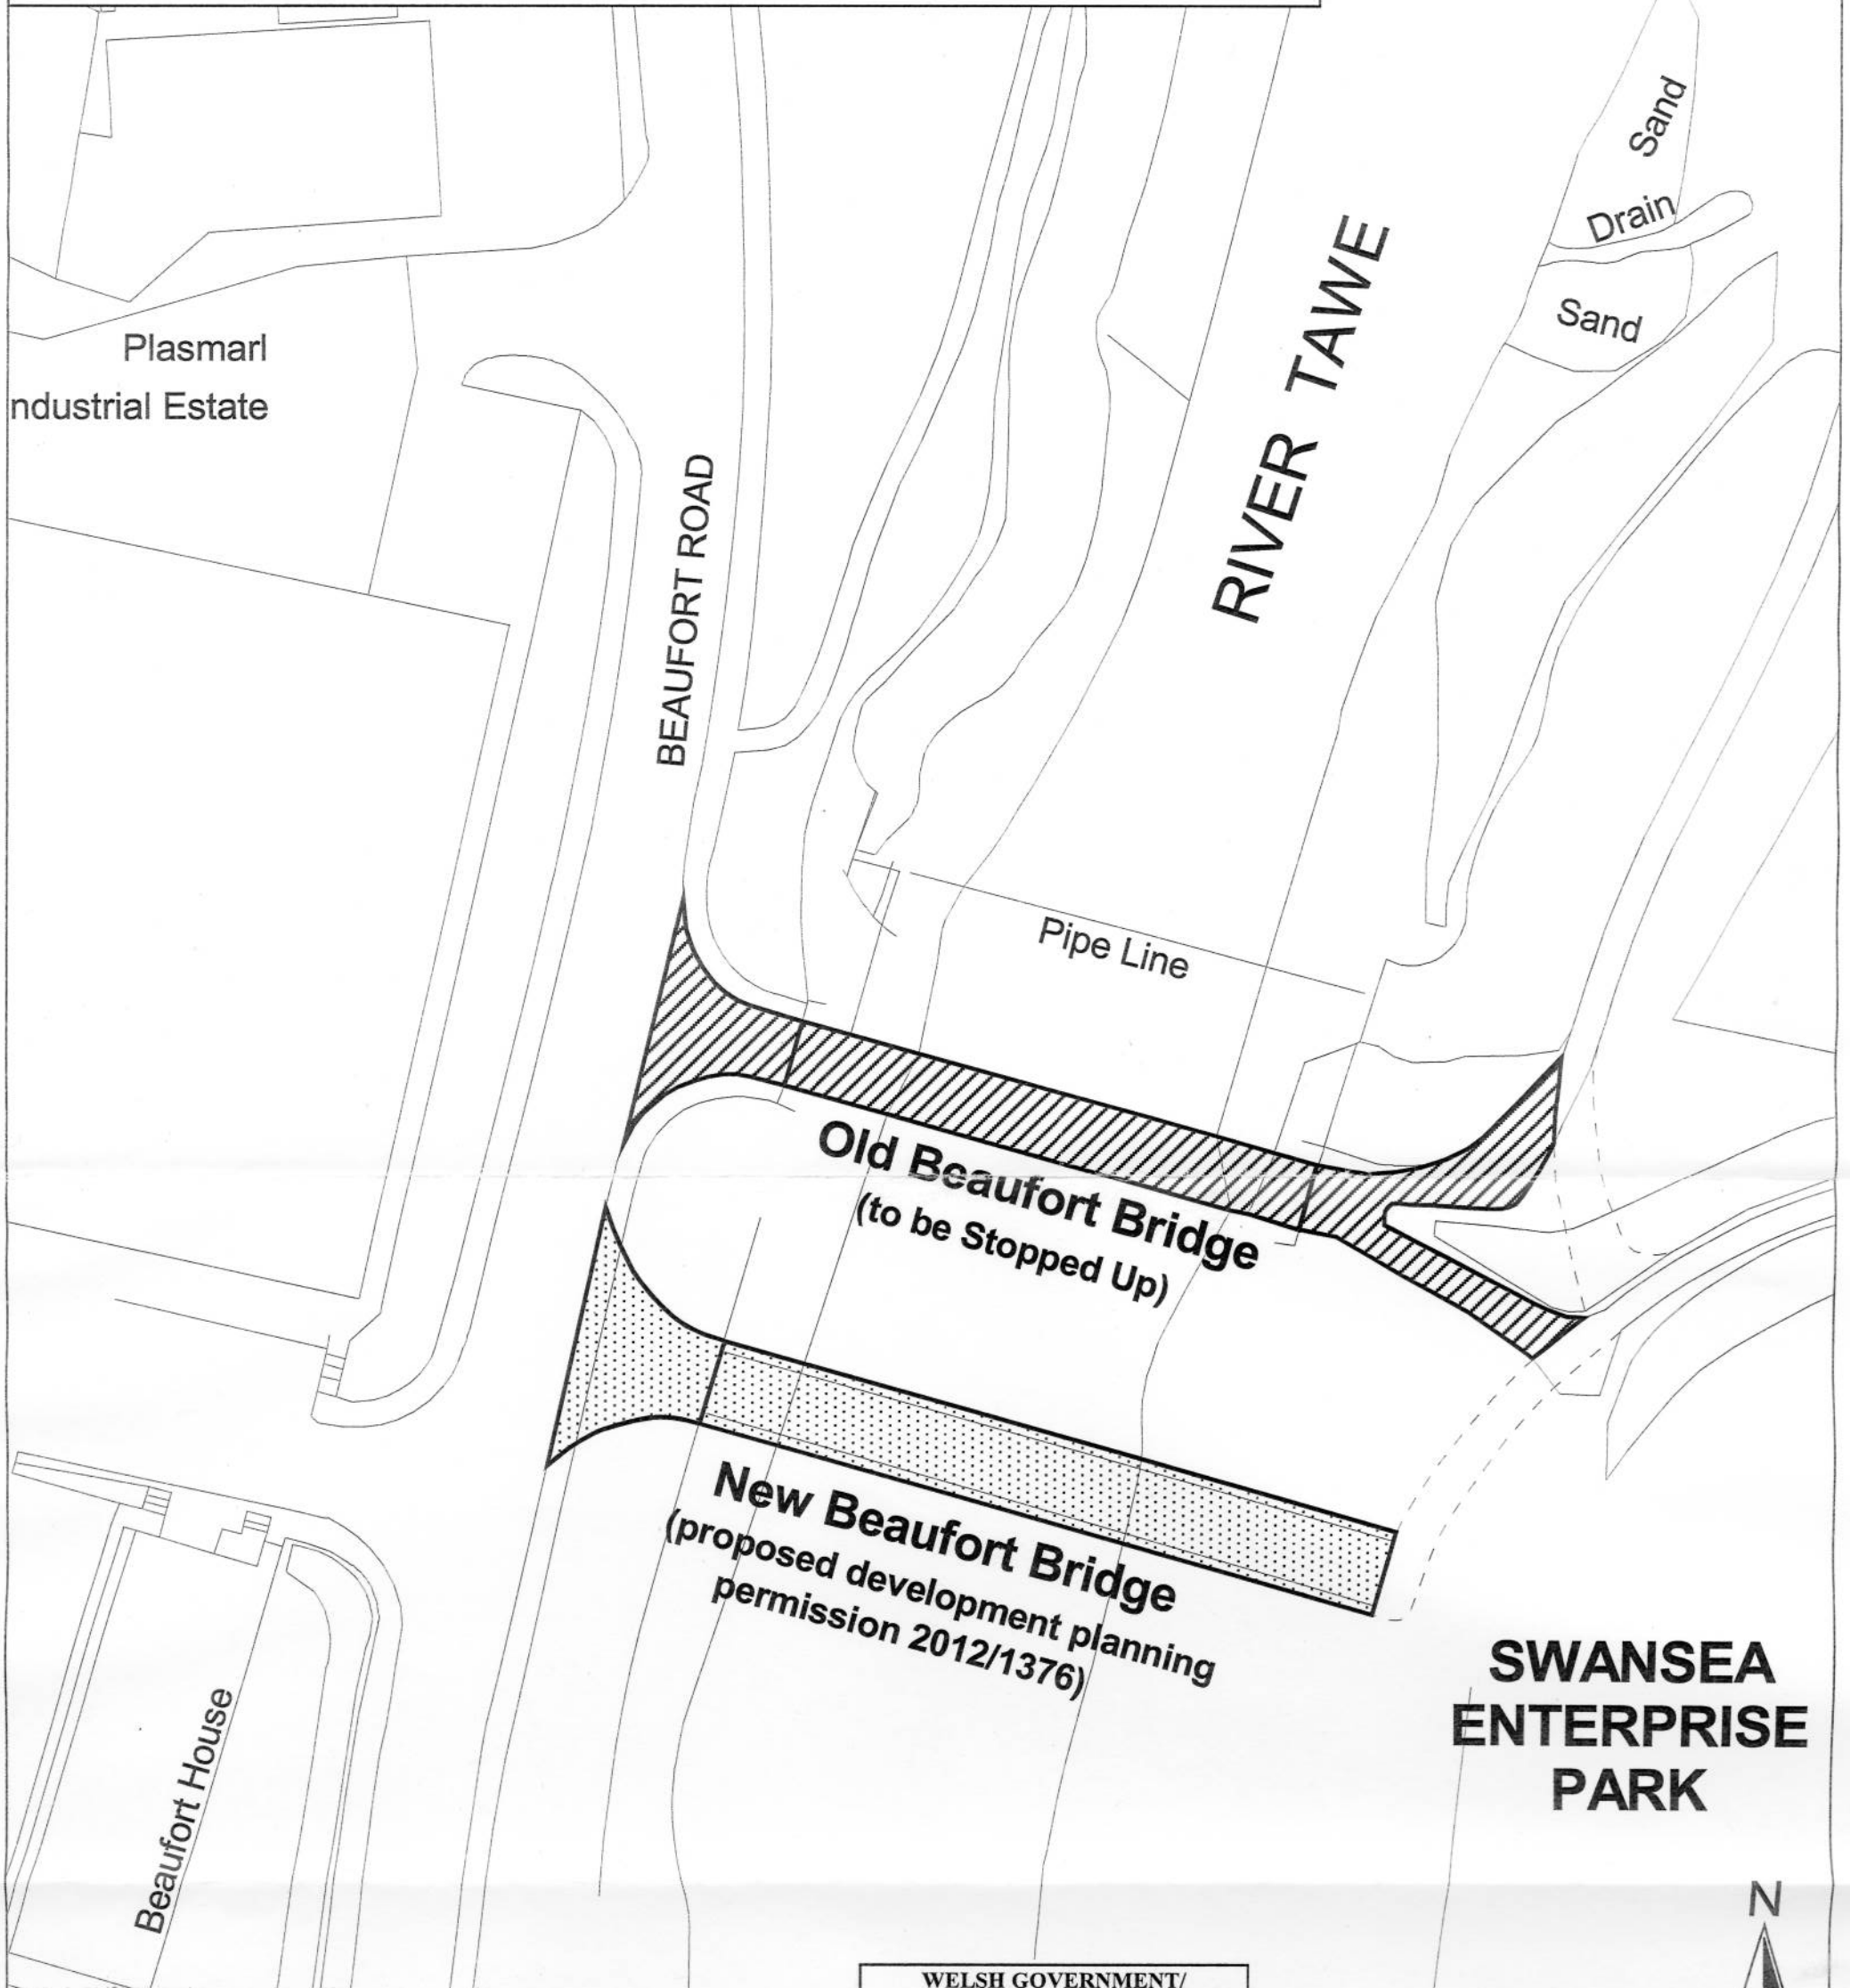 Sand
Drain
Sand
RIVER TAWE
Plasmarl
ndustrial Estate
BEAUFORT ROAD
Pipe Line
Old Beaufort Bridge
(to be Stopped Up)
New Beaufort Bridge
(proposed development planning
permission 2012/1376)
SWANSEA
ENTERPRISE
PARK
Beaufort House
N
WELSH GOVERNMENT/